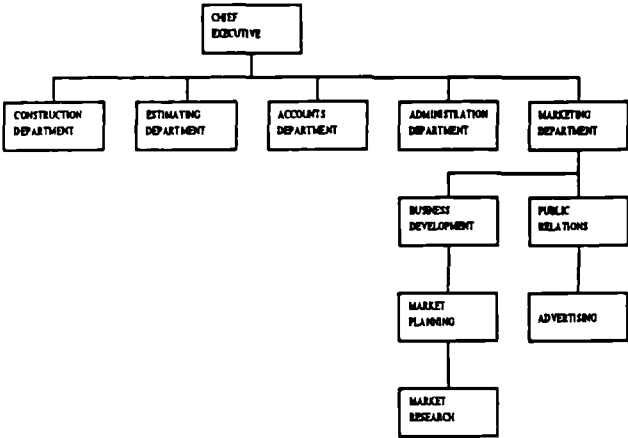 CHIEF
EXECUTIVE
CONSTRUCTION
DEPARTMENT
ESTIMATING
DEPARTMENT
ACCOUNTS
DEPARTMENT
ADMINISTRATION
DEPARTMENT
MARKETING
DEPARTMENT
BUSINESS
DEVELOPMENT
PUBLIC
RELATIONS
MARKET
PLANNING
ADVERTISING
MARKET
RESEARCH